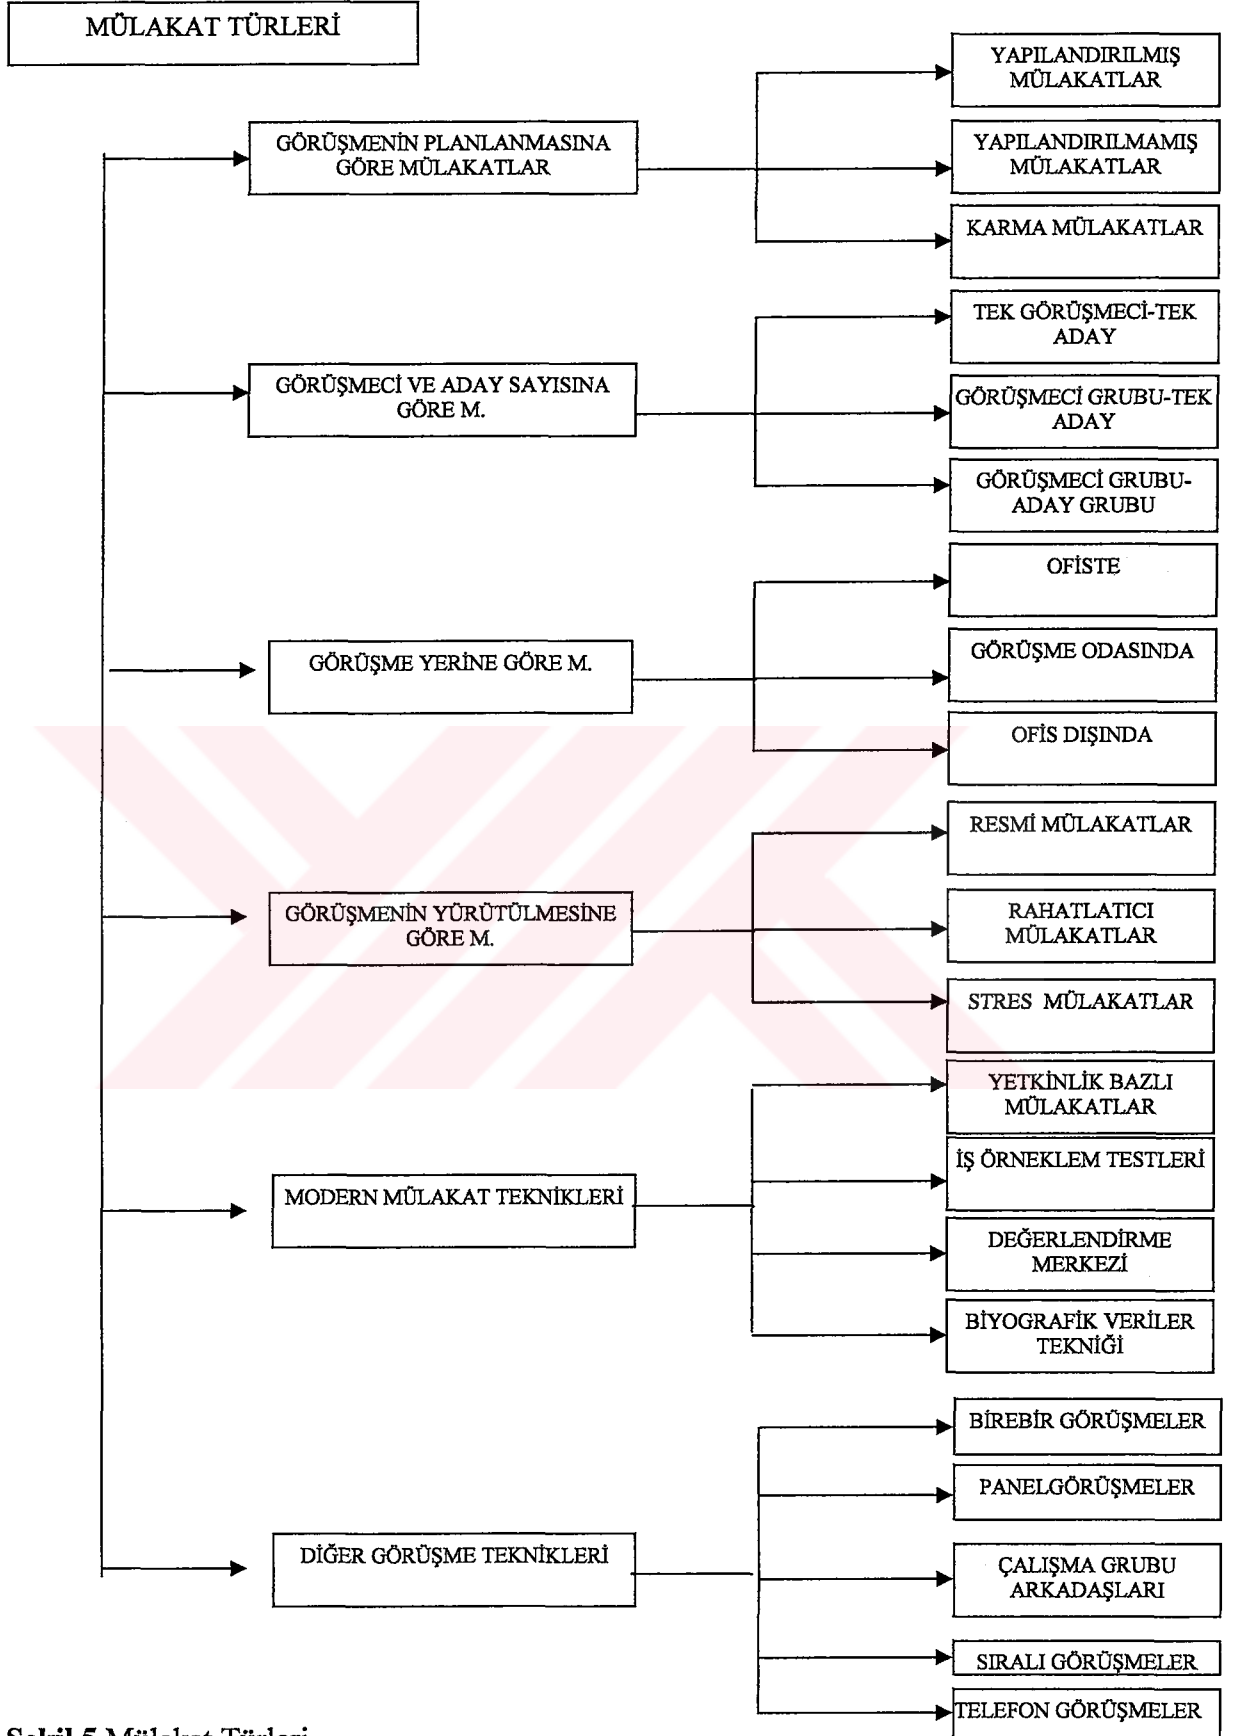 MÜLAKAT TÜRLERİ
GÖRÜŞMENİN PLANLANMASINA
GÖRE MÜLAKATLAR
YAPILANDIRILMIŞ
MÜLAKATLAR
YAPILANDIRILMAMIŞ
MÜLAKATLAR
KARMA MÜLAKATLAR
GÖRÜŞMECİ VE ADAY SAYISINA
GÖRE M.
TEK GÖRÜŞMECİ-TEK
ADAY
GÖRÜŞMECİ GRUBU-TEK
ADAY
GÖRÜŞMECİ GRUBU-
ADAY GRUBU
GÖRÜŞME YERİNE GÖRE M.
OFİSTE
GÖRÜŞME ODASINDA
OFİS DIŞINDA
GÖRÜŞMENİN YÜRÜTÜLMESİNE
GÖRE M.
RESMİ MÜLAKATLAR
RAHATLATICI
MÜLAKATLAR
STRES MÜLAKATLAR
MODERN MÜLAKAT TEKNİKLERİ
YETKİNLİK BAZLI
MÜLAKATLAR
İŞ ÖRNEKLEM TESTLERİ
DEĞERLENDİRME
MERKEZİ
BİYOGRAFİK VERİLER
TEKNİĞİ
DİĞER GÖRÜŞME TEKNİKLERİ
BİREBİR GÖRÜŞMELER
PANELGÖRÜŞMELER
ÇALIŞMA GRUBU
ARKADAŞLARI
SIRALI GÖRÜŞMELER
TELEFON GÖRÜŞMELER
Şekil 5 Mülakat Türleri